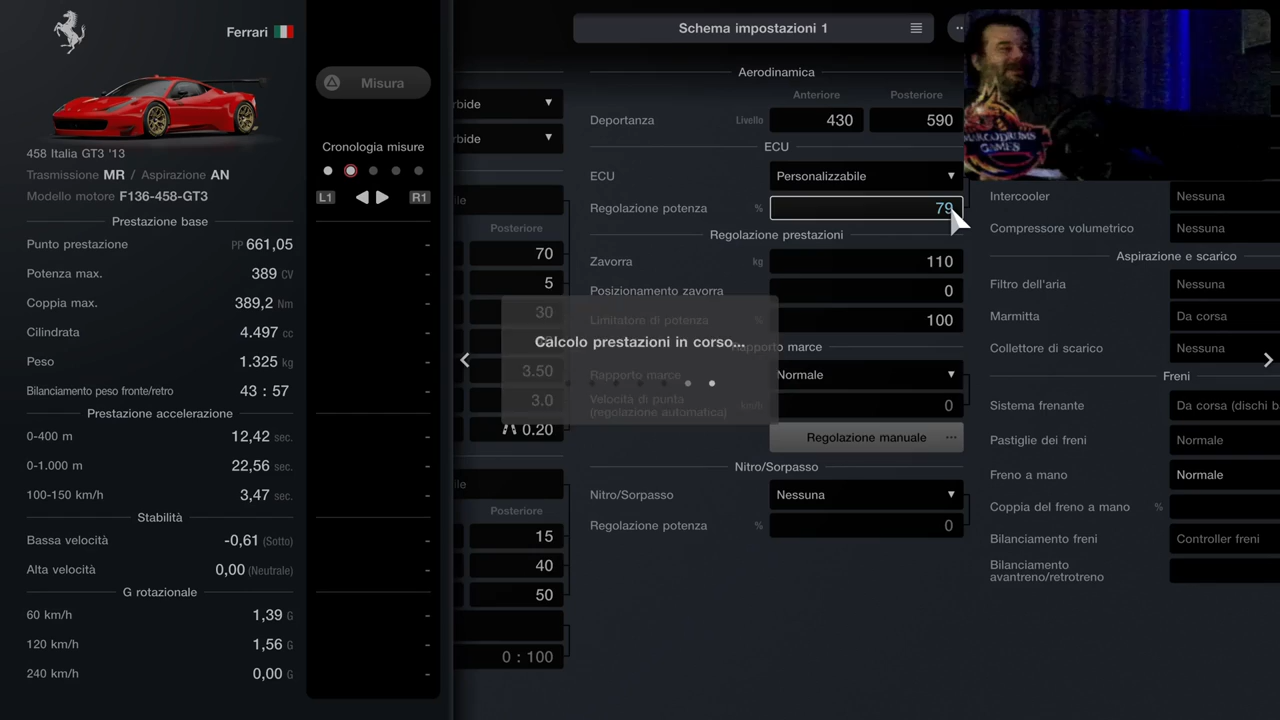 Ferrari
458 Italia GT3 '13
Trasmissione MR / Aspirazione AN
Modello motore F136-458-GT3
Prestazione base
Punto prestazione PP 661,05
Potenza max. 389 CV
Coppia max. 389,2 Nm
Cilindrata 4.497 cc
Peso 1.325 kg
Bilanciamento peso fronte/retro 43 : 57
Prestazione accelerazione
0-400 m 12,42 sec.
0-1.000 m 22,56 sec.
100-150 km/h 3,47 sec.
Stabilità
Bassa velocità -0,61 (Sotto)
Alta velocità 0,00 (Neutrale)
G rotazionale
60 km/h 1,39 G
120 km/h 1,56 G
240 km/h 0,00 G
Misura
Cronologia misure
L1 R1
Posteriore
70
5
30
3.50
3.0
0.20
Posteriore
15
40
50
0 : 100
Schema impostazioni 1
Aerodinamica
Anteriore Posteriore
Deportanza Livello 430 590
ECU
ECU Personalizzabile
Regolazione potenza % 79
Regolazione prestazioni
Zavorra kg 110
Posizionamento zavorra 0
Limitatore di potenza % 100
Calcolo prestazioni in corso...
Rapporto marce
Rapporto marce Normale
Velocità di punta
(regolazione automatica) km/h 0
Regolazione manuale ...
Nitro/Sorpasso
Nitro/Sorpasso Nessuna
Regolazione potenza % 0
MARCODRUMS
GAMES
Intercooler Nessuna
Compressore volumetrico Nessuna
Aspirazione e scarico
Filtro dell'aria Nessuna
Marmitta Da corsa
Collettore di scarico Nessuna
Freni
Sistema frenante Da corsa (dischi b
Pastiglie dei freni Normale
Freno a mano Normale
Coppia del freno a mano %
Bilanciamento freni Controller freni
Bilanciamento
avantreno/retrotreno